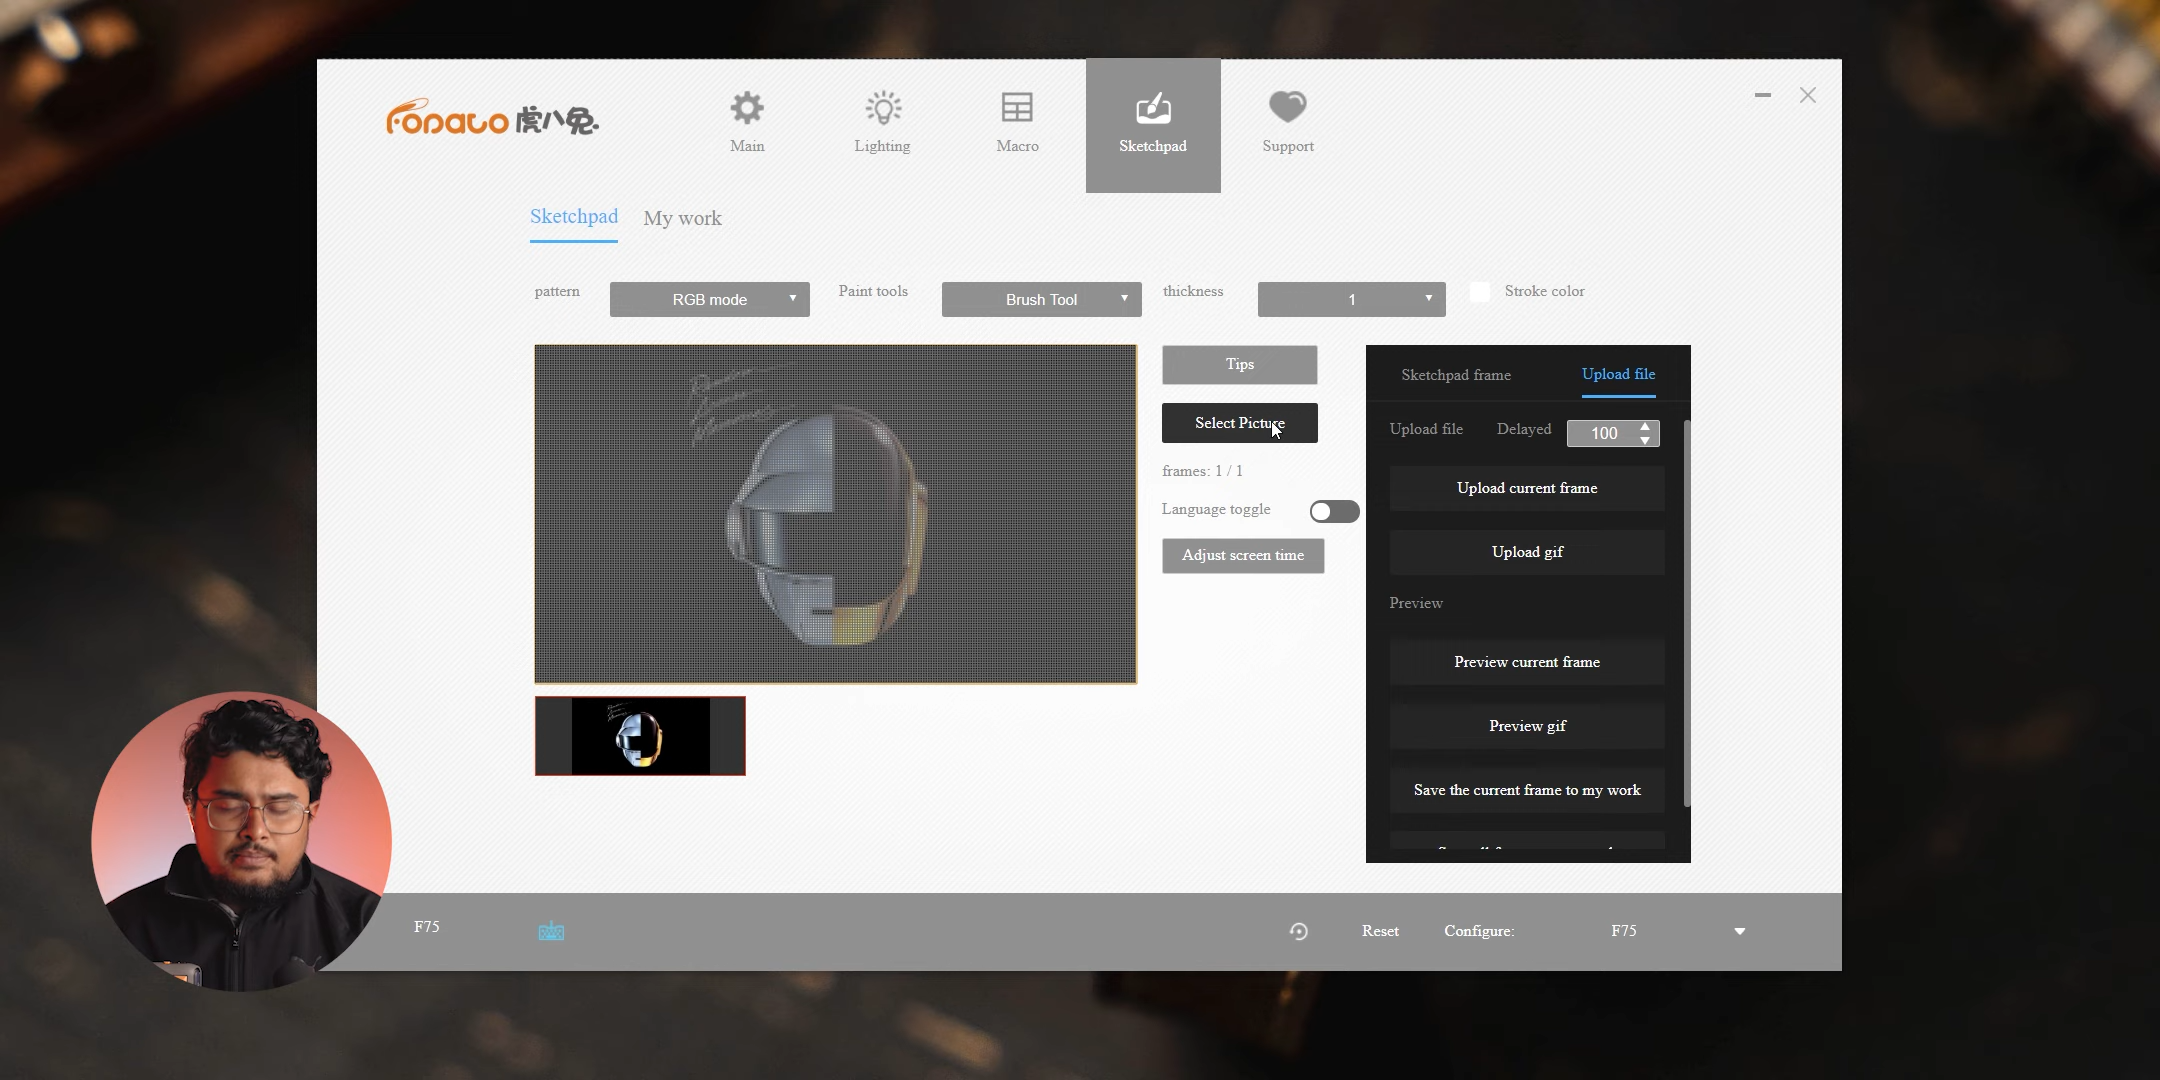 虎八兔
Main
Lighting
Macro
Sketchpad
Support
Sketchpad
My work
pattern
RGB mode
Paint tools
Brush Tool
thickness
1
Stroke color
Tips
Select Picture
frames: 1 / 1
Language toggle
Adjust screen time
Sketchpad frame
Upload file
Upload file
Delayed
100
Upload current frame
Upload gif
Preview
Preview current frame
Preview gif
Save the current frame to my work
F75
Reset
Configure:
F75